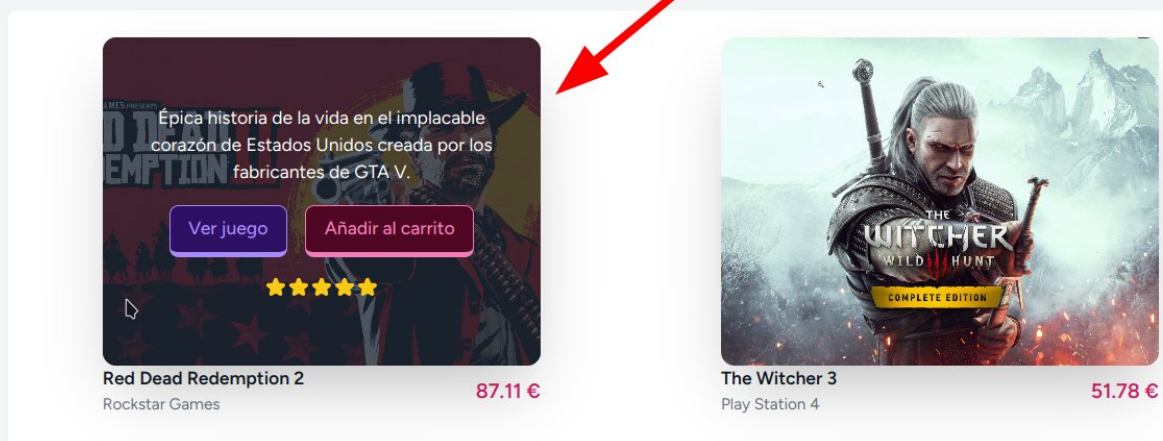 Épica historia de la vida en el implacable
corazón de Estados Unidos creada por los
fabricantes de GTA V.
Ver juego
Añadir al carrito
Red Dead Redemption 2
Rockstar Games
87.11 €
THE
WITCHER
WILD HUNT
COMPLETE EDITION
The Witcher 3
Play Station 4
51.78 €